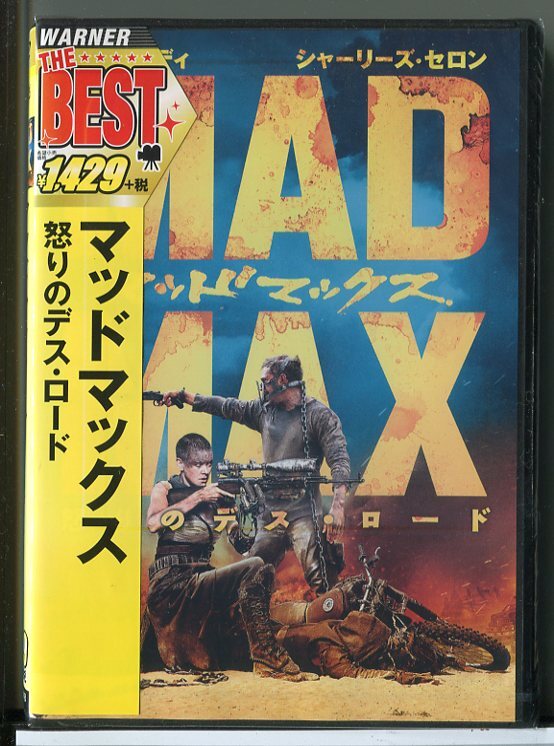 WARNER
THE
BEST
¥1,429+税
マッドマックス
怒りのデス・ロード
ディ
シャーリーズ・セロン
MAD
ッドマックス
MAX
のデス・ロード